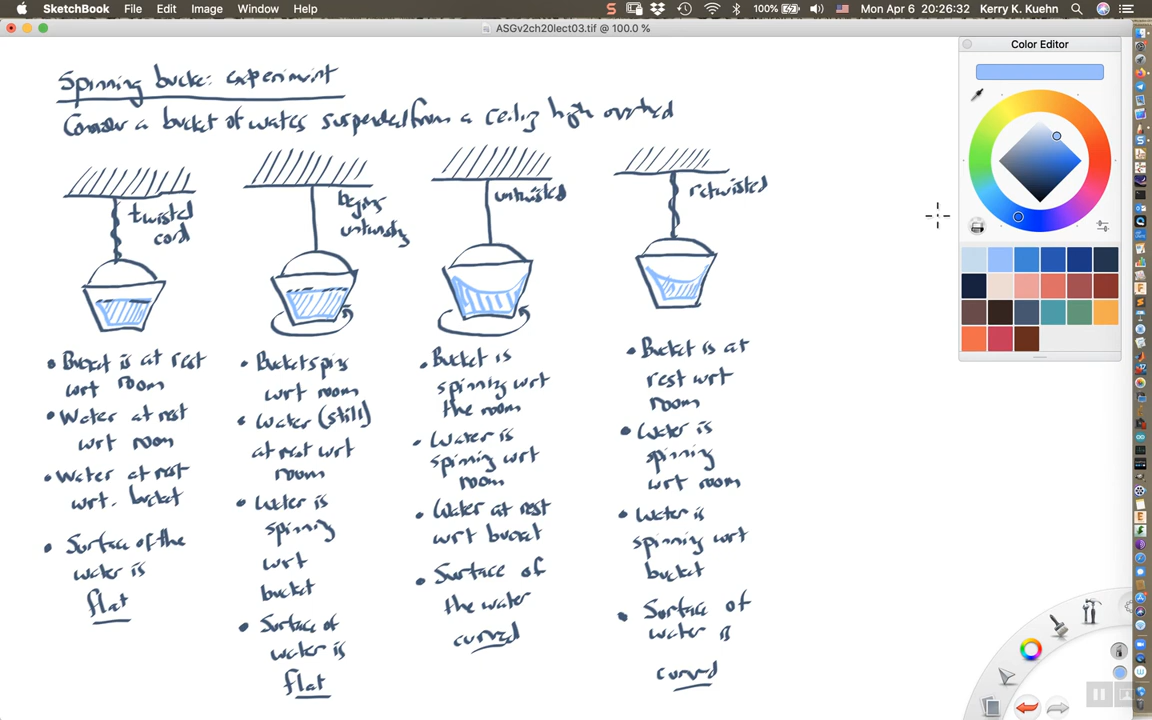 SketchBook File Edit Image Window Help
100% Mon Apr 6 20:26:32 Kerry K. Kuehn
ASGv2ch20lect03.tif @ 100.0 %
Color Editor
Spinning bucket experiment
Consider a bucket of water suspended from a ceiling high overhead
twisted
cord
begins
untwisting
untwisted
retwisted
• Bucket is at rest
wrt room
• Water at rest
wrt room
• Water at rest
wrt. bucket
• Surface of the
water is
flat
• Bucket spins
wrt room
• Water (still)
at rest wrt
room
• Water is
spinning
wrt
bucket
• Surface of
water is
flat
• Bucket is
spinning wrt
the room
• Water is
spinning wrt
room
• Water at rest
wrt bucket
• Surface of
the water
curved
• Bucket is at
rest wrt
room
• Water is
spinning
wrt room
• Water is
spinning wrt
bucket
• Surface of
water is
curved